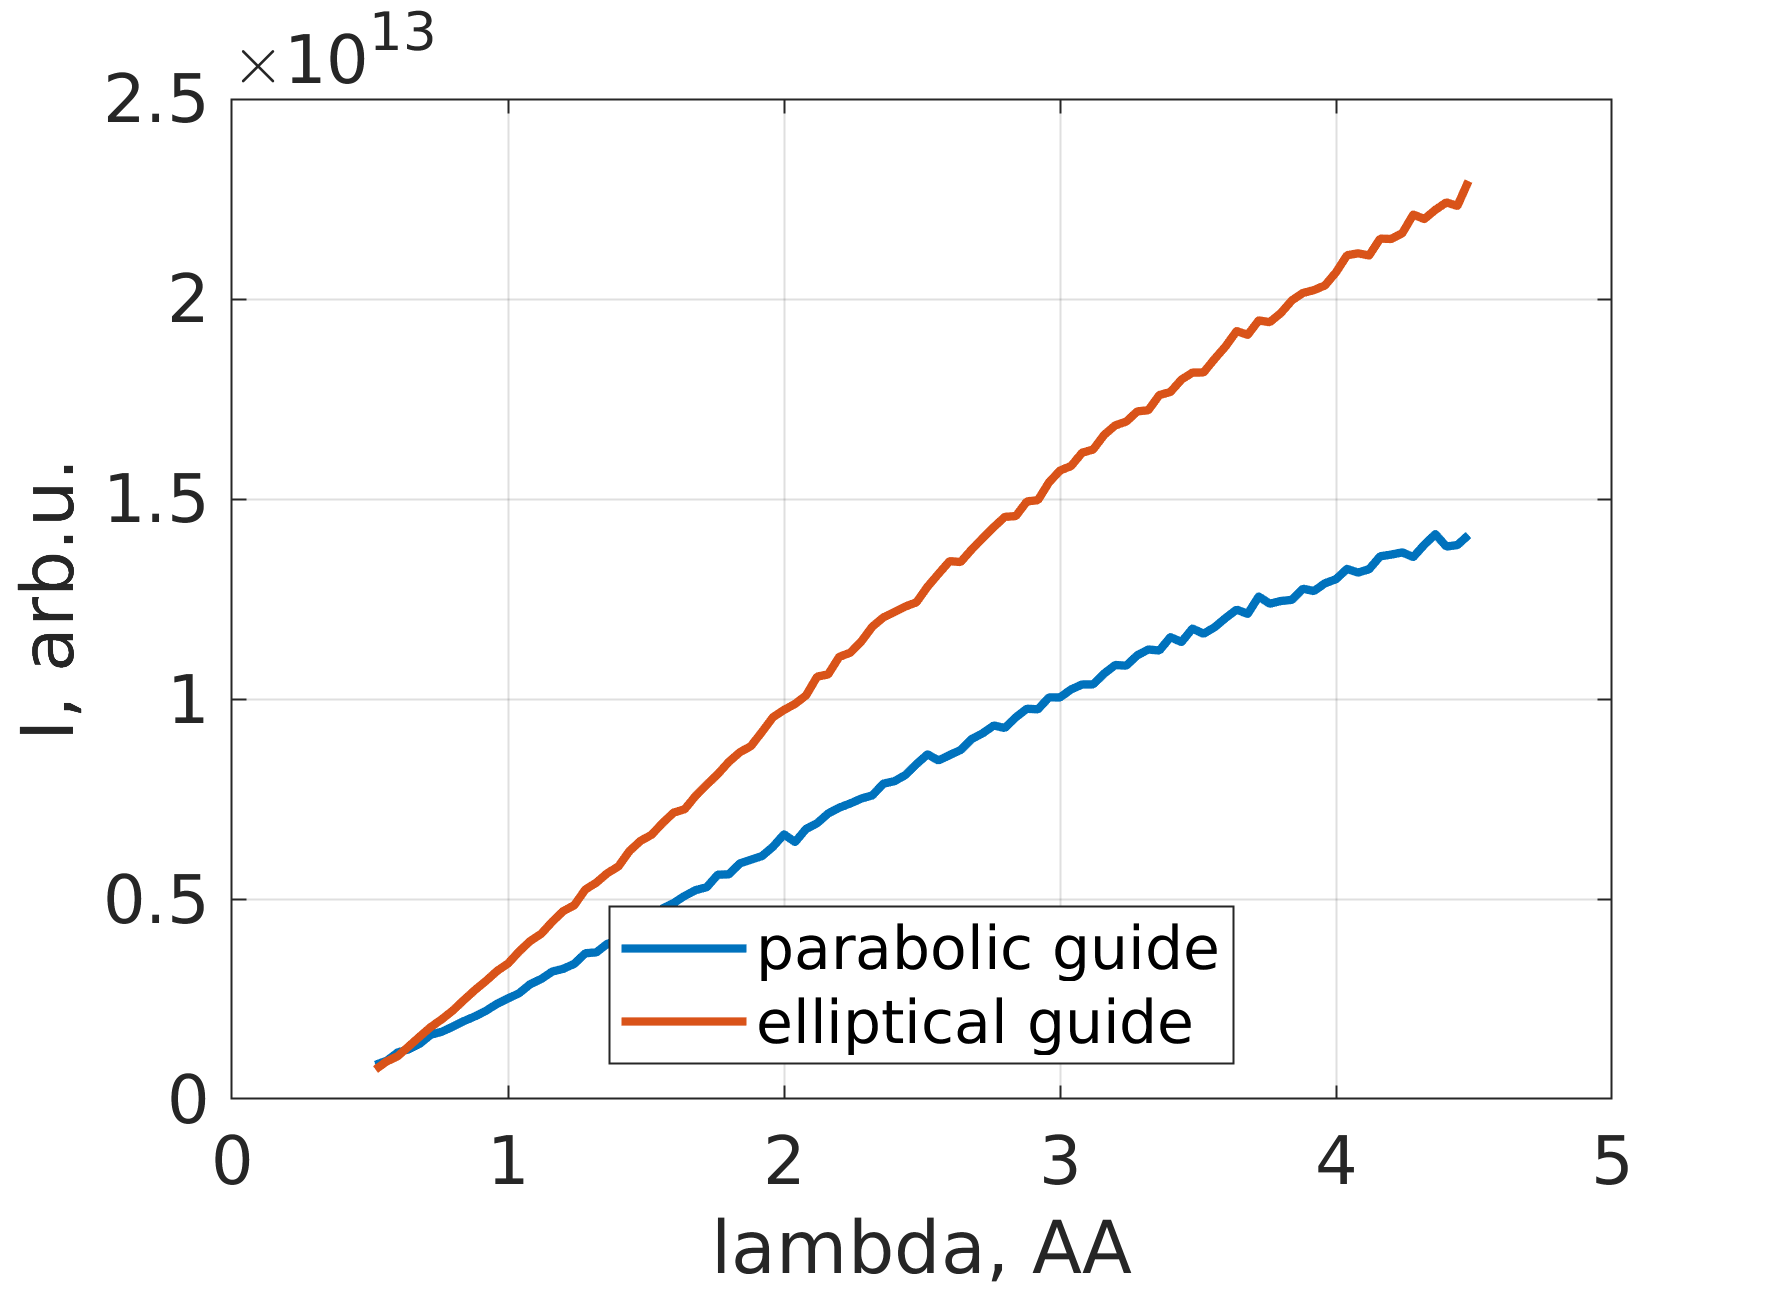 ×10^13
2.5
2
1.5
1
0.5
0
I, arb.u.
parabolic guide
elliptical guide
0 1 2 3 4 5
lambda, AA